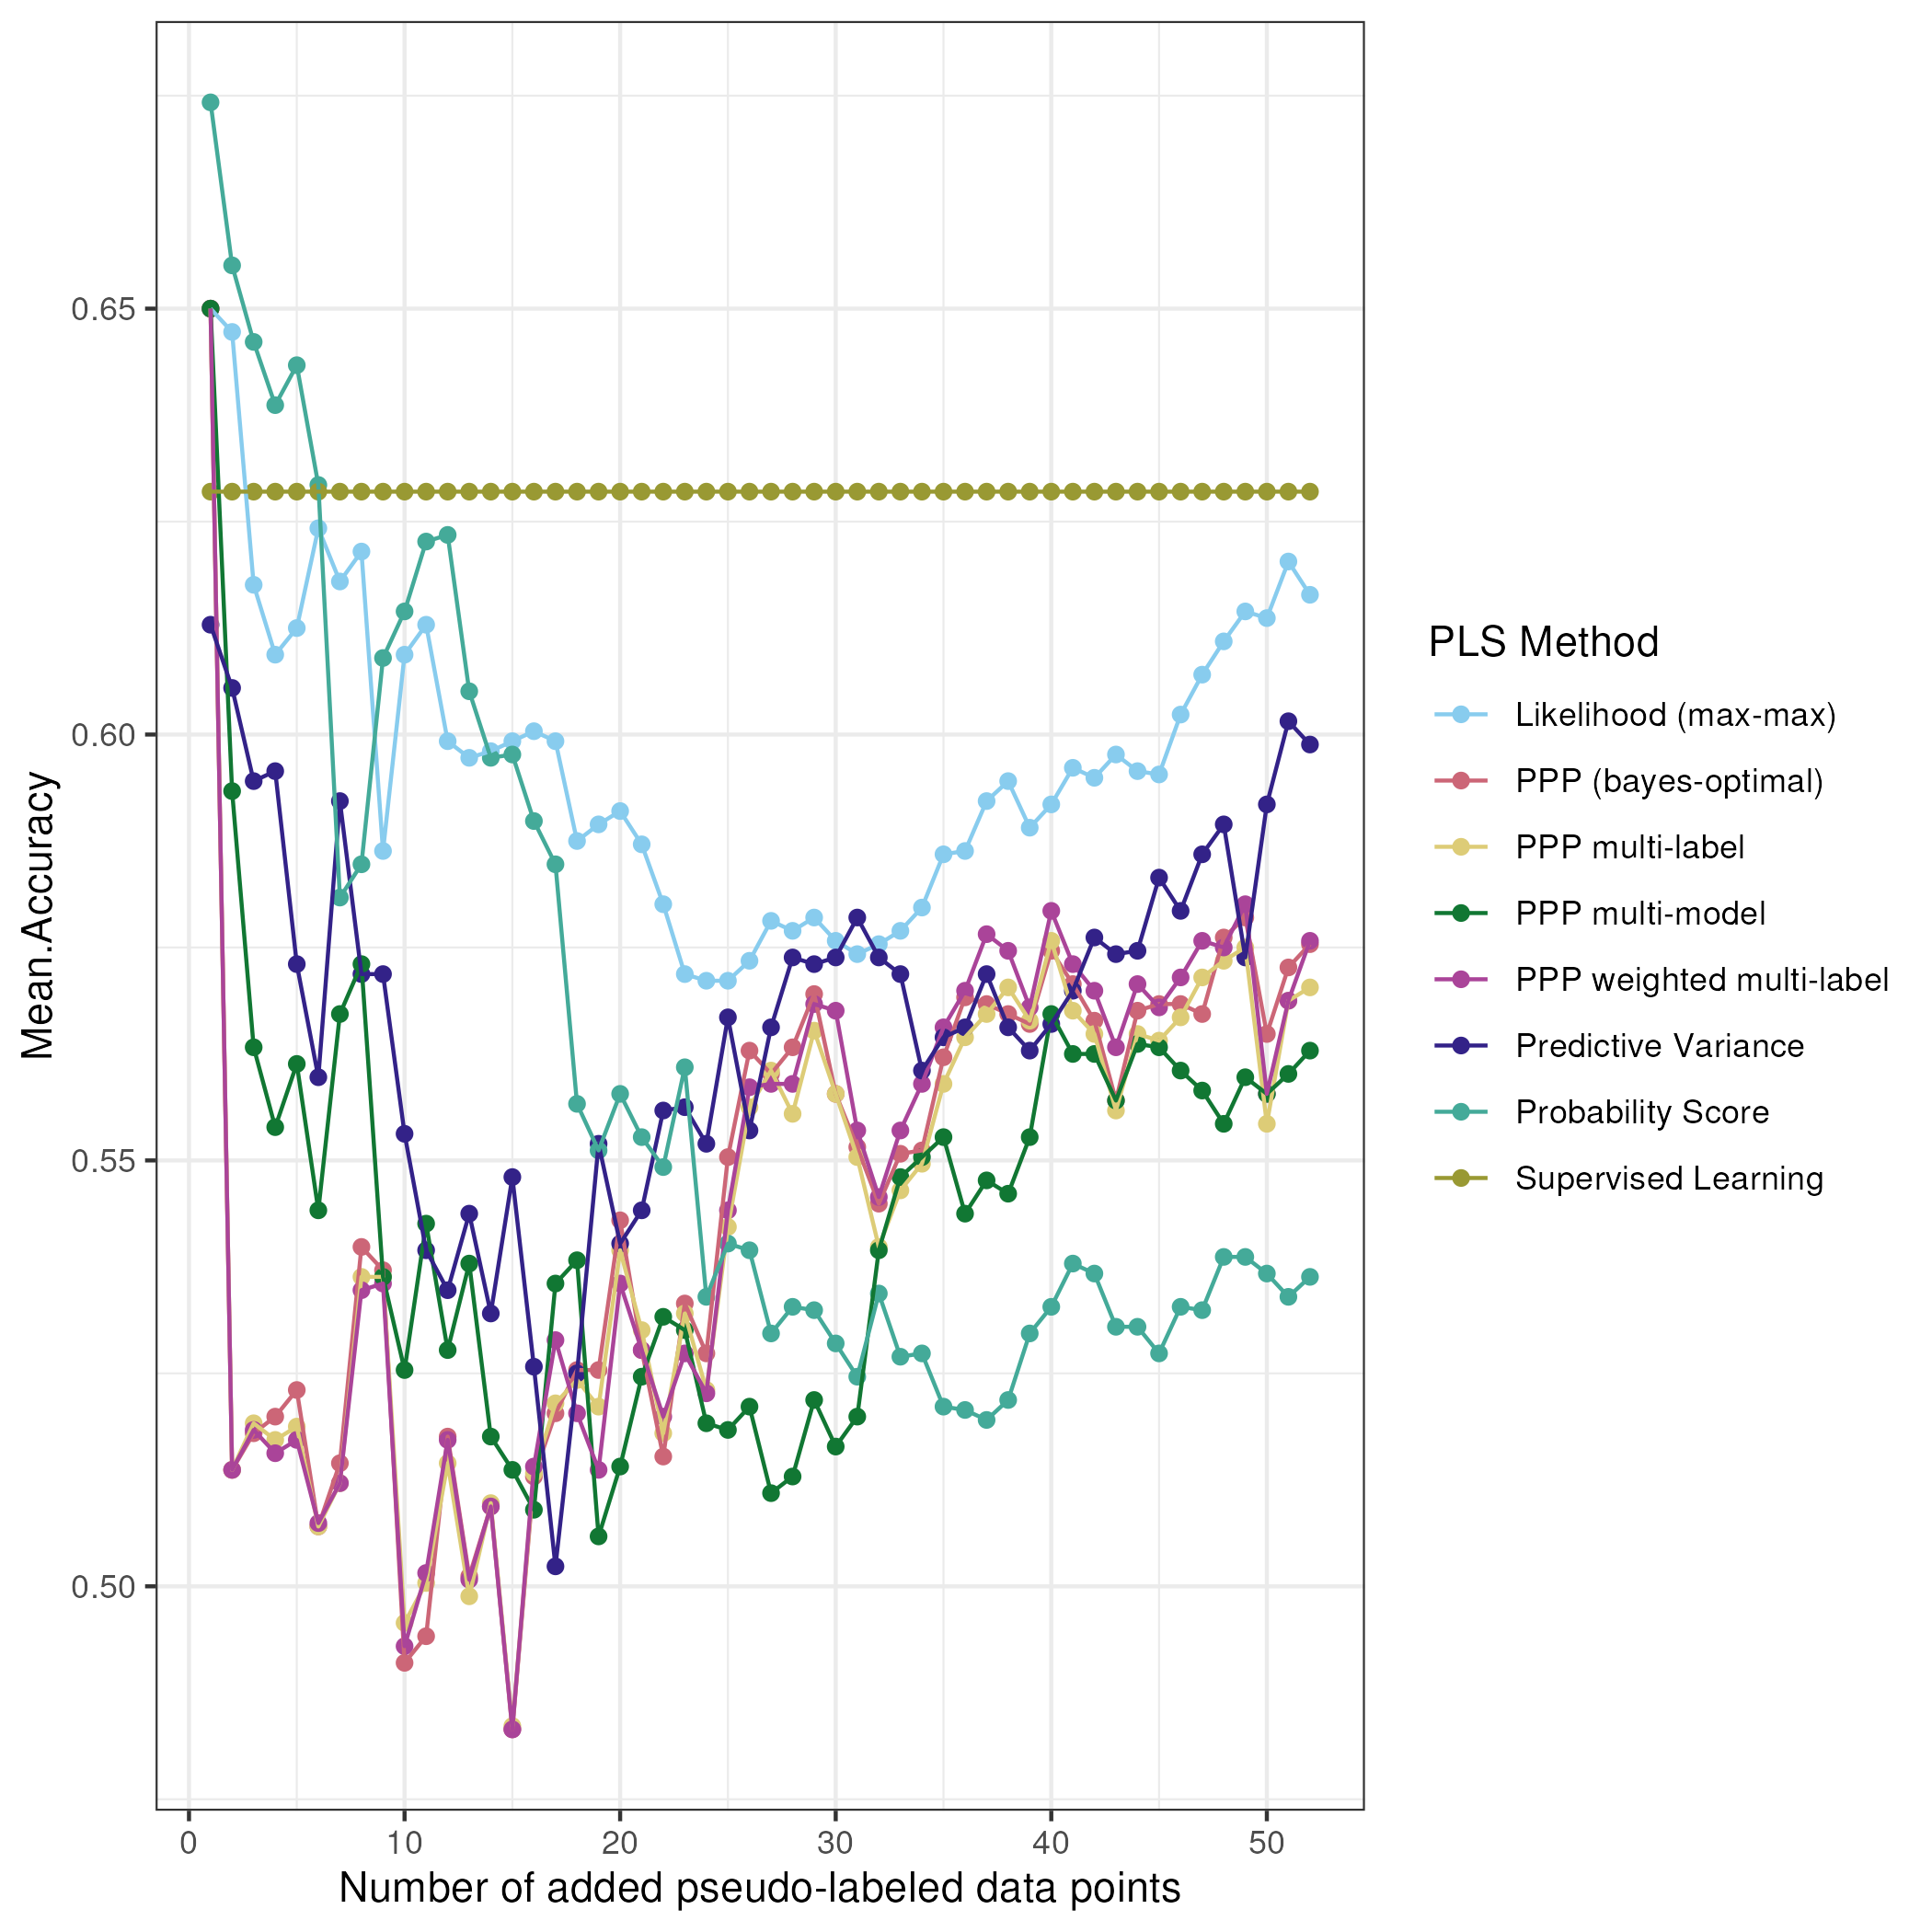 0.65
0.60
0.55
0.50
Mean.Accuracy
0 10 20 30 40 50
Number of added pseudo-labeled data points
PLS Method
Likelihood (max-max)
PPP (bayes-optimal)
PPP multi-label
PPP multi-model
PPP weighted multi-label
Predictive Variance
Probability Score
Supervised Learning